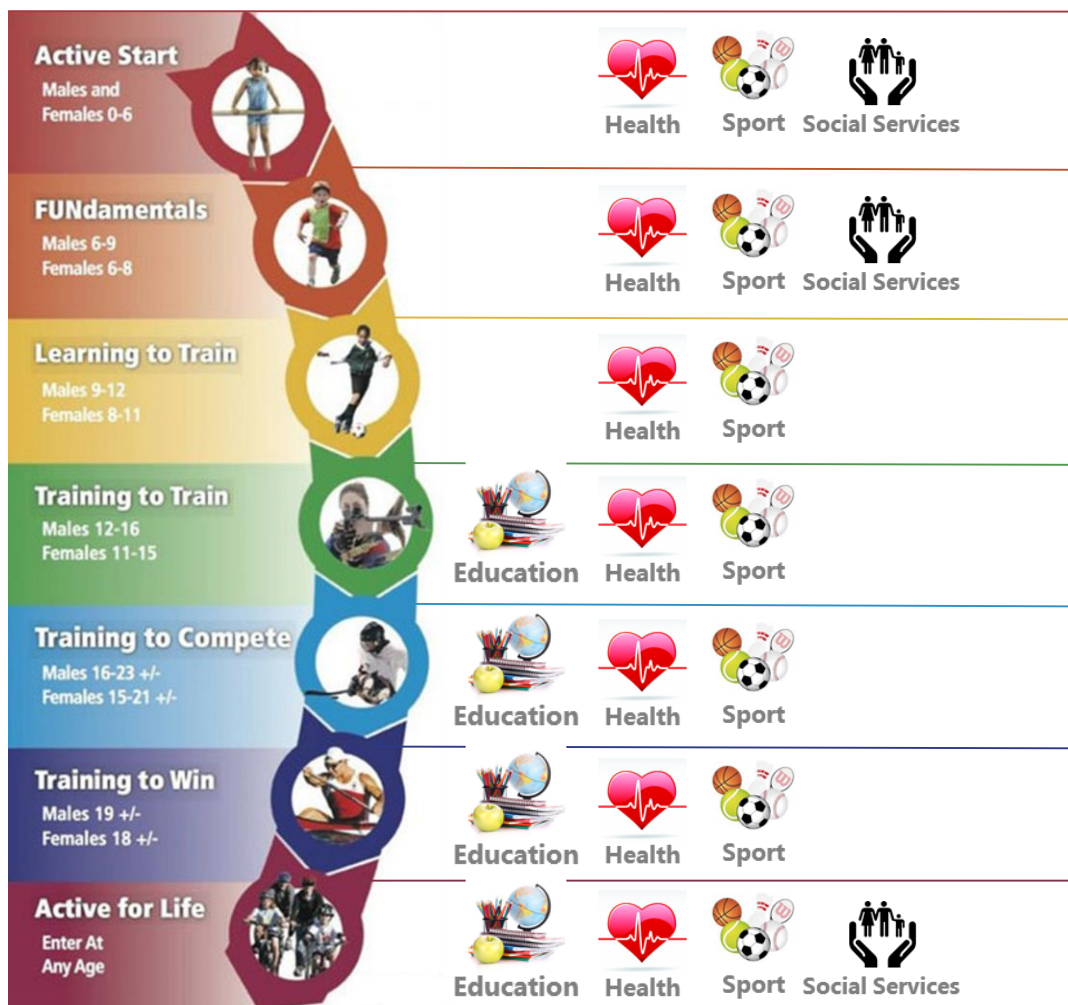 Active Start
Males and
Females 0-6
Health
Sport
Social Services
FUNdamentals
Males 6-9
Females 6-8
Health
Sport
Social Services
Learning to Train
Males 9-12
Females 8-11
Health
Sport
Training to Train
Males 12-16
Females 11-15
Education
Health
Sport
Training to Compete
Males 16-23 +/-
Females 15-21 +/-
Education
Health
Sport
Training to Win
Males 19 +/-
Females 18 +/-
Education
Health
Sport
Active for Life
Enter At
Any Age
Education
Health
Sport
Social Services